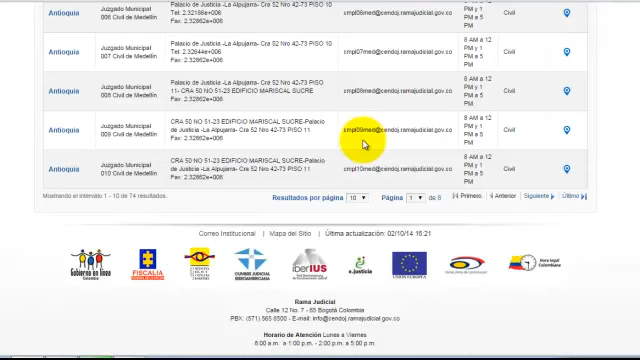 Antioquia
Juzgado Municipal
006 Civil de Medellín
Palacio de Justicia -La Alpujarra- Cra 52 Nro 42-73 PISO 10
Tel: 2.32186e+006
Fax: 2.32862e+006
cmpl06med@cendoj.ramajudicial.gov.co
PM y 1
PM a 5
PM
Civil
Antioquia
Juzgado Municipal
007 Civil de Medellín
Palacio de Justicia -La Alpujarra- Cra 52 Nro 42-73 PISO 10
Tel: 2.32844e+006
Fax: 2.32862e+006
cmpl07med@cendoj.ramajudicial.gov.co
8 AM a 12
PM y 1
PM a 5
PM
Civil
Antioquia
Juzgado Municipal
008 Civil de Medellín
Palacio de Justicia -La Alpujarra- Cra 52 Nro 42-73 PISO
11- CRA 50 NO 51-23 EDIFICIO MARISCAL SUCRE
Fax: 2.32862e+006
cmpl08med@cendoj.ramajudicial.gov.co
8 AM a 12
PM y 1
PM a 5
PM
Civil
Antioquia
Juzgado Municipal
009 Civil de Medellín
CRA 50 NO 51-23 EDIFICIO MARISCAL SUCRE-Palacio
de Justicia -La Alpujarra- Cra 52 Nro 42-73 PISO 11
Fax: 2.32862e+006
cmpl09med@cendoj.ramajudicial.gov.co
8 AM a 12
PM y 1
PM a 5
PM
Civil
Antioquia
Juzgado Municipal
010 Civil de Medellín
CRA 50 NO 51-23 EDIFICIO MARISCAL SUCRE-Palacio
de Justicia -La Alpujarra- Cra 52 Nro 42-73 PISO 11
Fax: 2.32862e+006
cmpl10med@cendoj.ramajudicial.gov.co
8 AM a 12
PM y 1
PM a 5
PM
Civil
Mostrando el intervalo 1 - 10 de 74 resultados.
Resultados por página 10
Página 1 de 8
Primero
Anterior
Siguiente
Último
Correo Institucional | Mapa del Sitio | Última actualización: 02/10/14 16:21
Gobierno en línea
FISCALIA
CUMBRE JUDICIAL
IBEROAMERICANA
iberIUS
e.justicia
UNION EUROPEA
Hora legal
Colombiana
Rama Judicial
Calle 12 No. 7 - 65 Bogotá Colombia
PBX: (571) 565 8500 - E-mail: info@cendoj.ramajudicial.gov.co
Horario de Atención Lunes a Viernes
8:00 a.m. a 1:00 p.m. - 2:00 p.m. a 5:00 p.m.